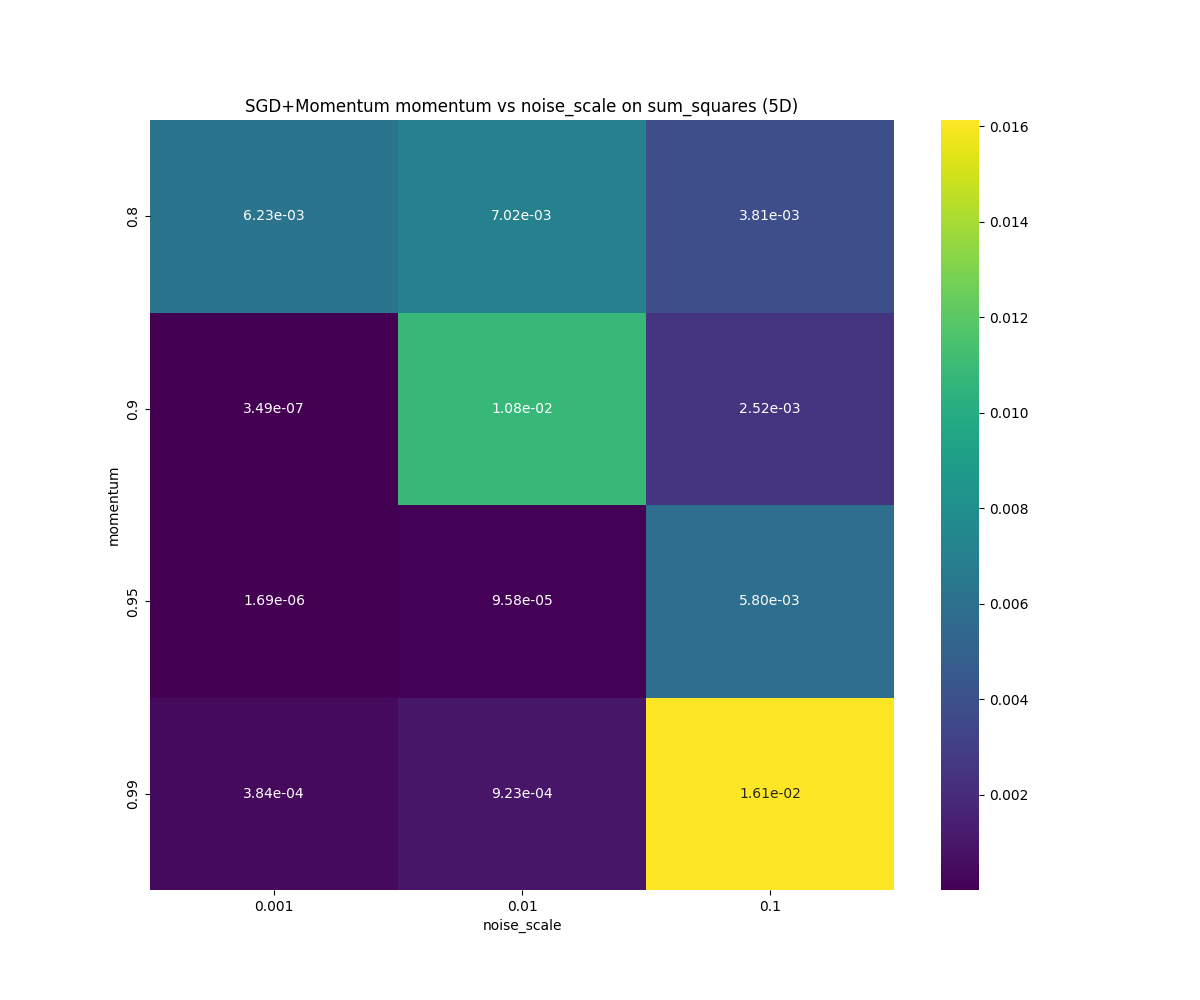 SGD+Momentum momentum vs noise_scale on sum_squares (5D)
momentum
0.8
6.23e-03 7.02e-03 3.81e-03
0.9
3.49e-07 1.08e-02 2.52e-03
0.95
1.69e-06 9.58e-05 5.80e-03
0.99
3.84e-04 9.23e-04 1.61e-02
0.001 0.01 0.1
noise_scale
0.016
0.014
0.012
0.010
0.008
0.006
0.004
0.002